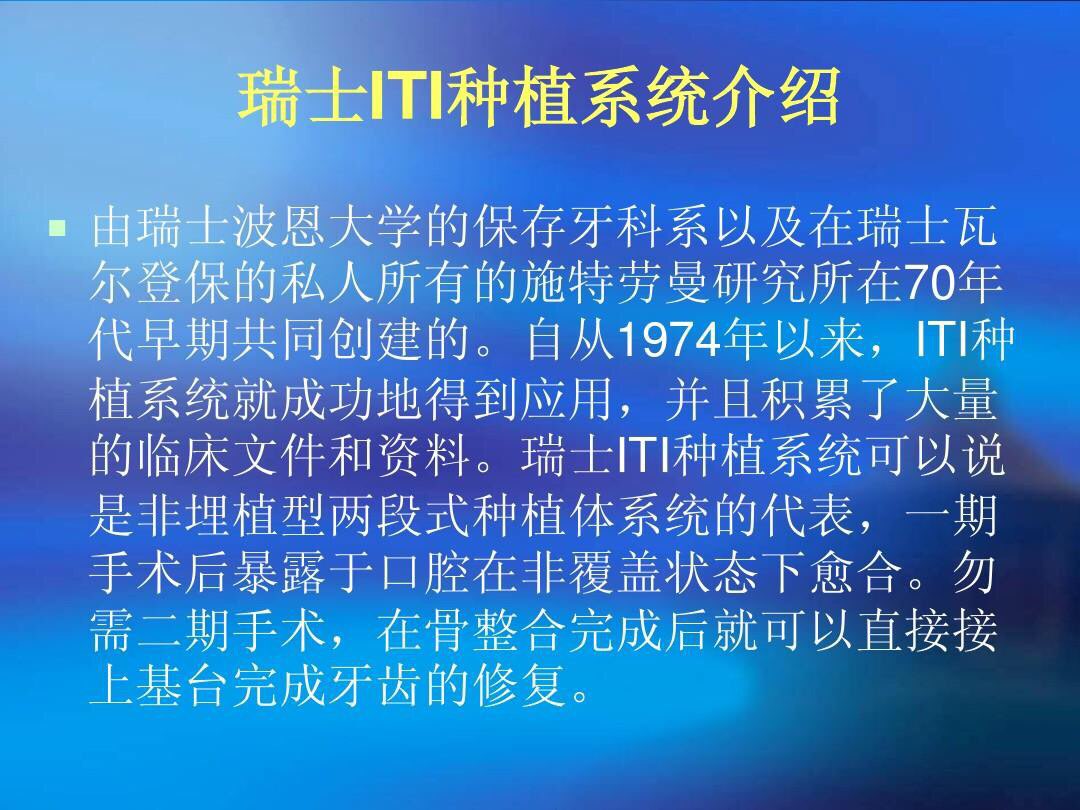 瑞士ITI种植系统介绍
由瑞士波恩大学的保存牙科系以及在瑞士瓦
尔登保的私人所有的施特劳曼研究所在70年
代早期共同创建的。自从1974年以来，ITI种
植系统就成功地得到应用，并且积累了大量
的临床文件和资料。瑞士ITI种植系统可以说
是非埋植型两段式种植体系统的代表，一期
手术后暴露于口腔在非覆盖状态下愈合。勿
需二期手术，在骨整合完成后就可以直接接
上基台完成牙齿的修复。